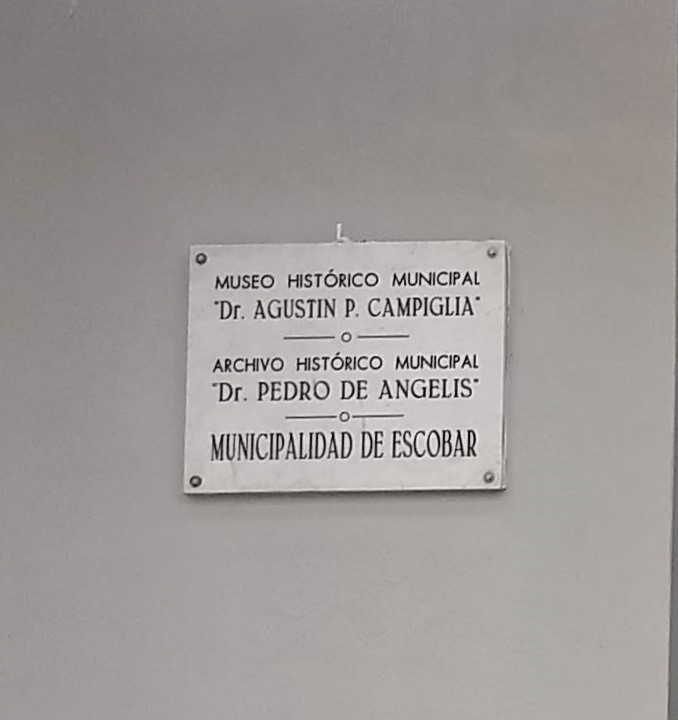 MUSEO HISTÓRICO MUNICIPAL
"Dr. AGUSTIN P. CAMPIGLIA"
ARCHIVO HISTÓRICO MUNICIPAL
"Dr. PEDRO DE ANGELIS"
MUNICIPALIDAD DE ESCOBAR